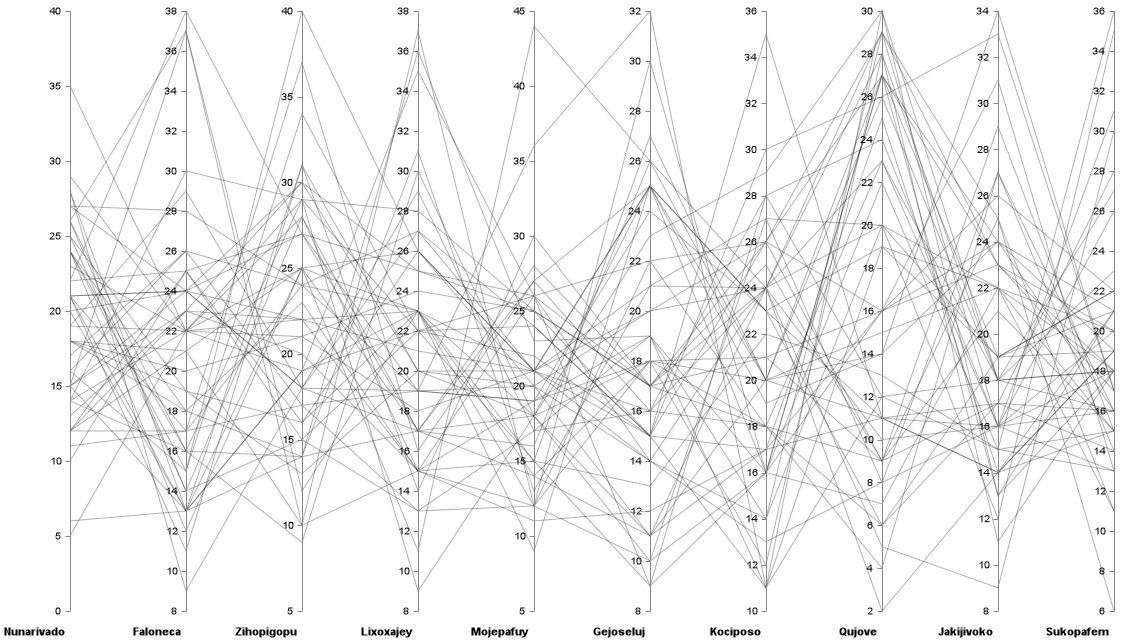 40 38 40 38 45 32 36 30 34 36
36 36 34 28 32 34
35 35 34 40 30 34 26 30 32
34 32 28 32 24 28 30
30 32 30 30 35 26 30 22 26 28
30 28 24 28 20 24 26
25 28 25 26 30 22 26 18 22 24
26 24 20 24 16 20 22
20 24 20 22 25 18 22 14 18 20
22 20 16 20 12 16 18
15 20 15 18 20 14 18 10 14 16
18 16 12 16 8 12 14
10 16 10 14 15 10 14 6 10 12
14 12 8 12 4 8 10
5 12 5 10 10 10 2 8
10 8 6
0 8
Nunarivado Faloneca Zihopigopu Lixoxajey Mojepafuy Gejoseluj Kociposo Qujove Jakijivoko Sukopafem